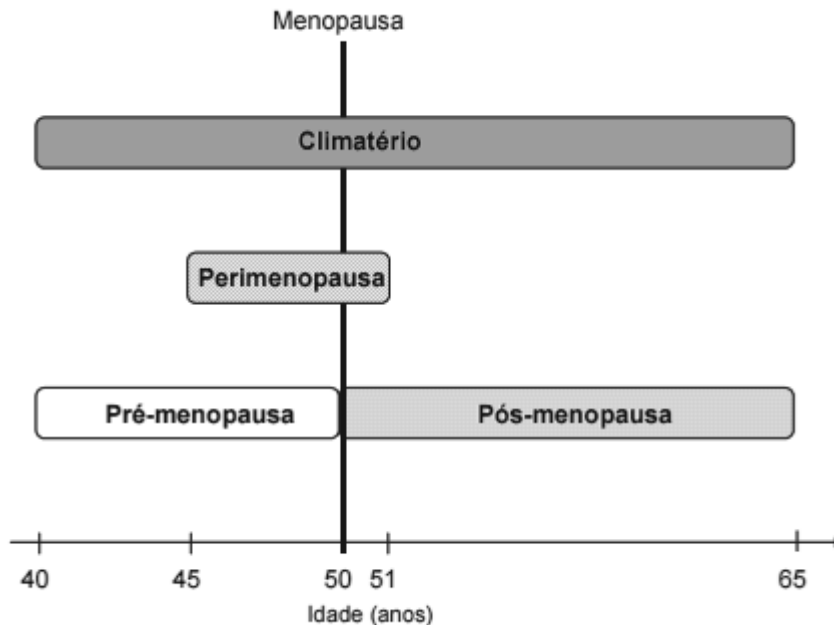 Menopausa
Climatério
Perimenopausa
Pré-menopausa Pós-menopausa
40 45 50 51 65
Idade (anos)